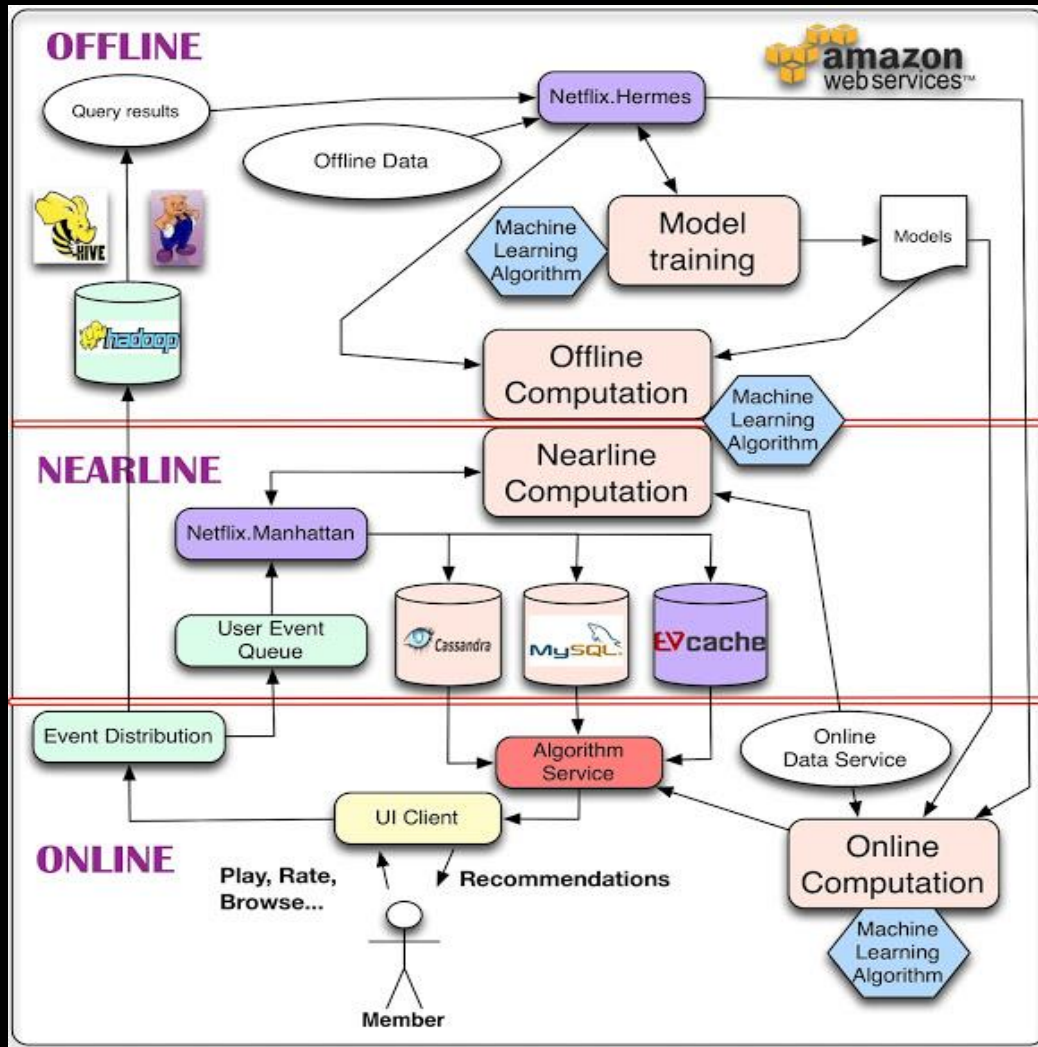 OFFLINE
amazon
webservices™
Query results
Netflix.Hermes
Offline Data
HIVE
Machine
Learning
Algorithm
Model
training
Models
hadoop
Offline
Computation
Machine
Learning
Algorithm
NEARLINE
Nearline
Computation
Netflix.Manhattan
User Event
Queue
Cassandra
MySQL
EVcache
Event Distribution
Algorithm
Service
Online
Data Service
UI Client
ONLINE
Play, Rate,
Browse...
Recommendations
Online
Computation
Machine
Learning
Algorithm
Member